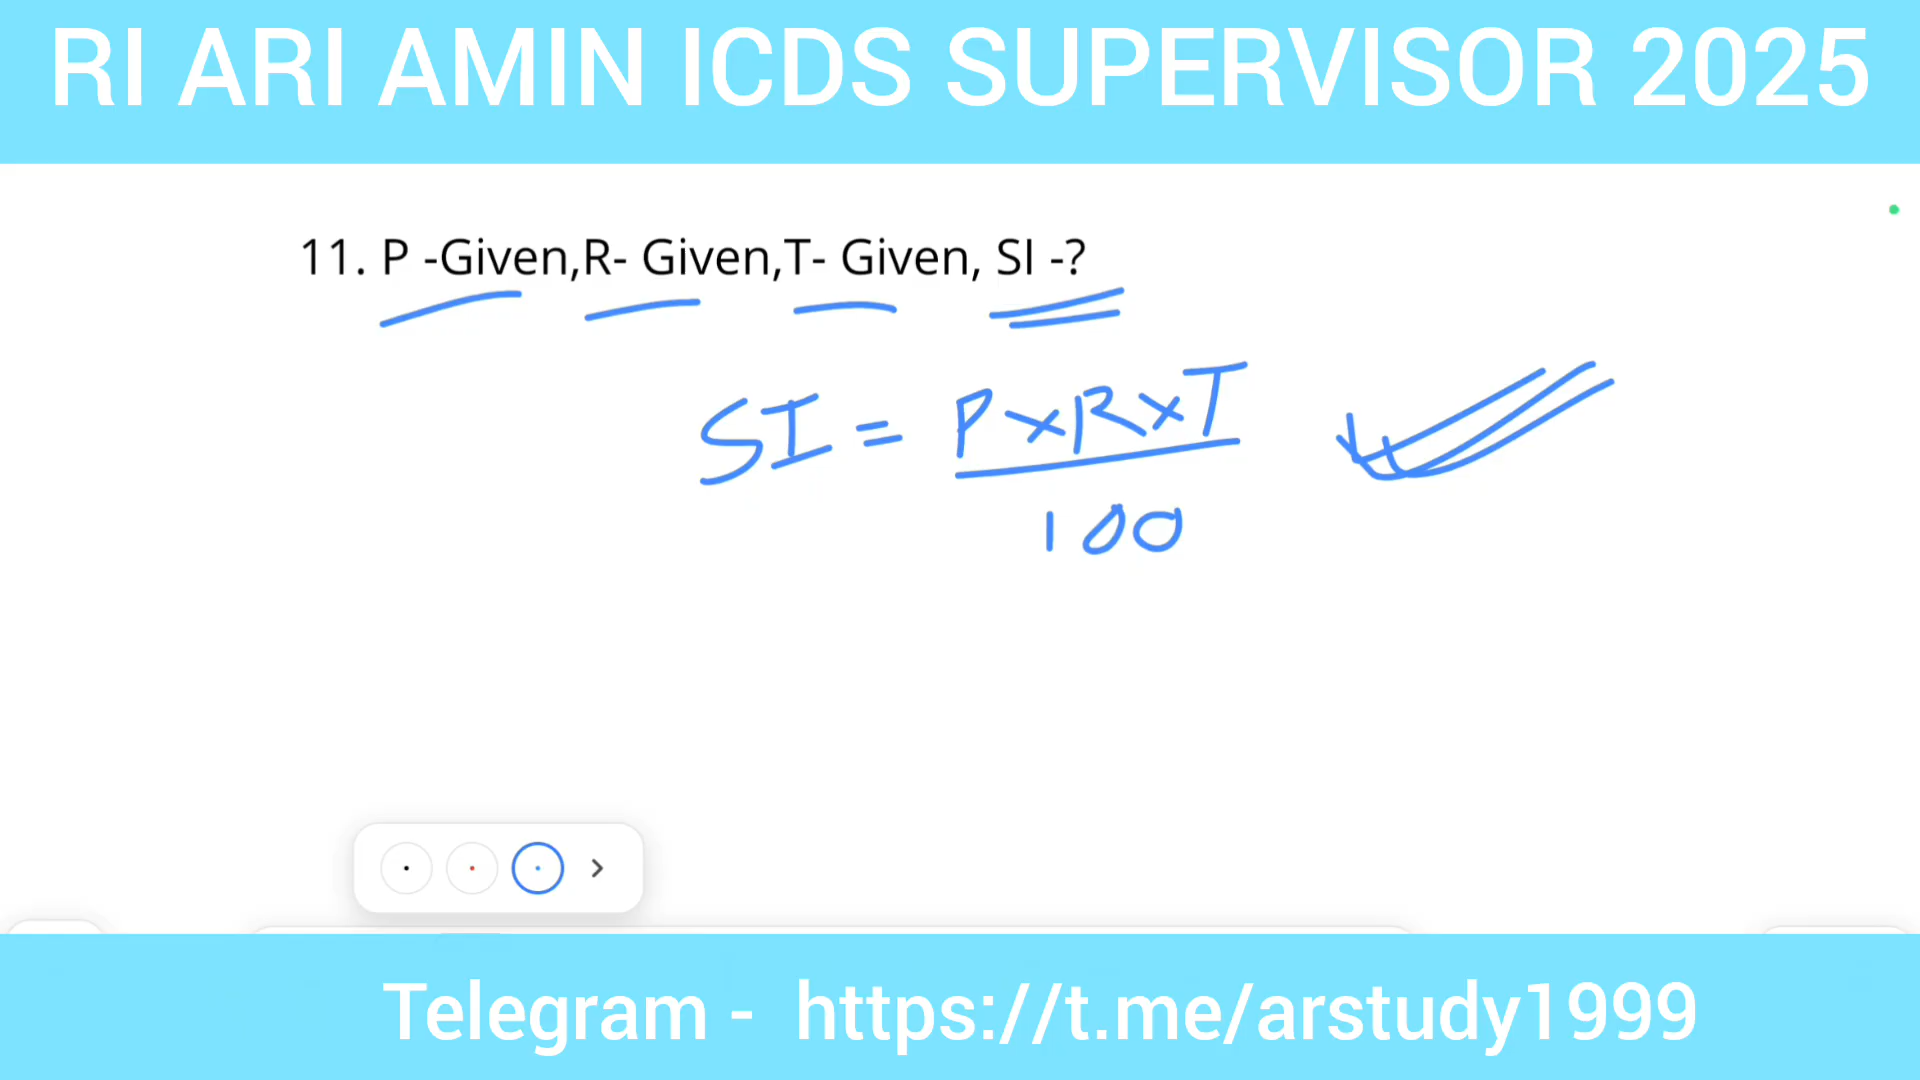 RI ARI AMIN ICDS SUPERVISOR 2025
11. P -Given,R- Given,T- Given, SI -?
SI = P×R×T
100
Telegram - https://t.me/arstudy1999